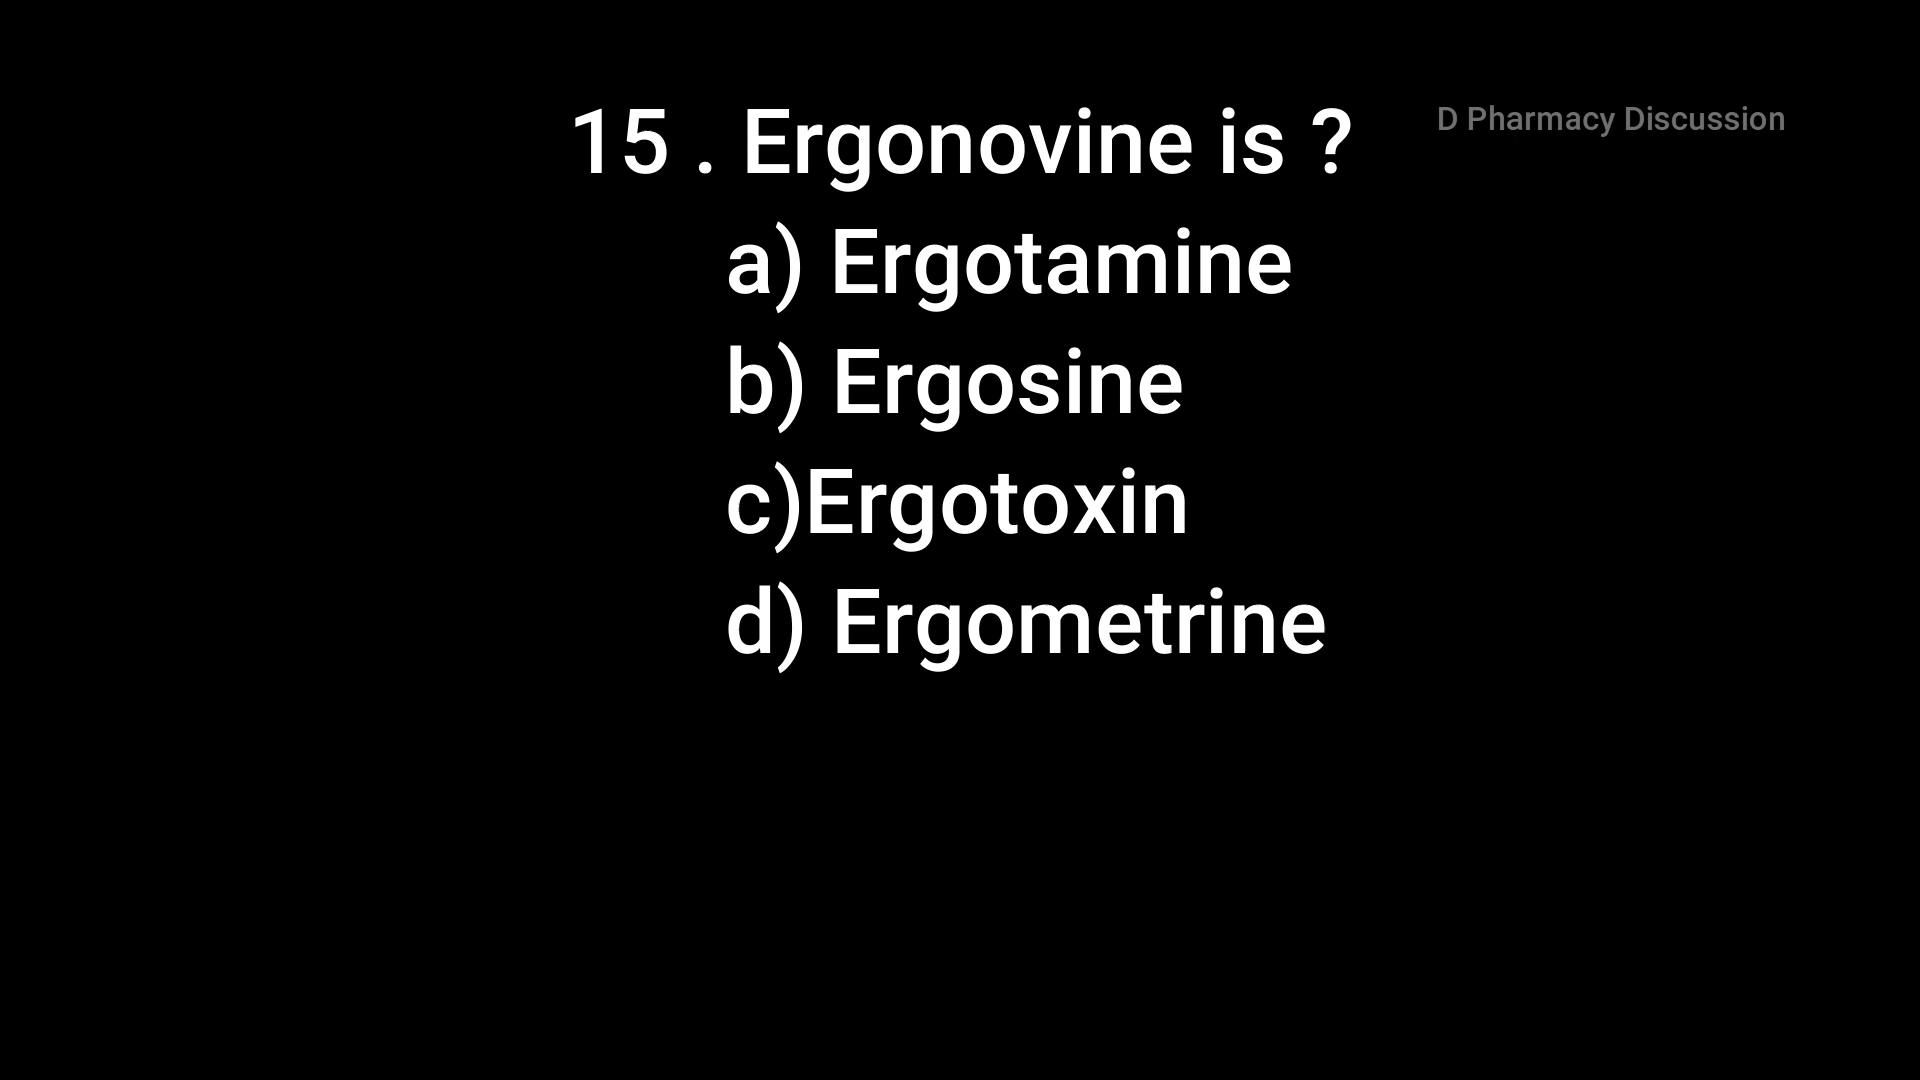 15 . Ergonovine is ?
D Pharmacy Discussion
a) Ergotamine
b) Ergosine
c)Ergotoxin
d) Ergometrine